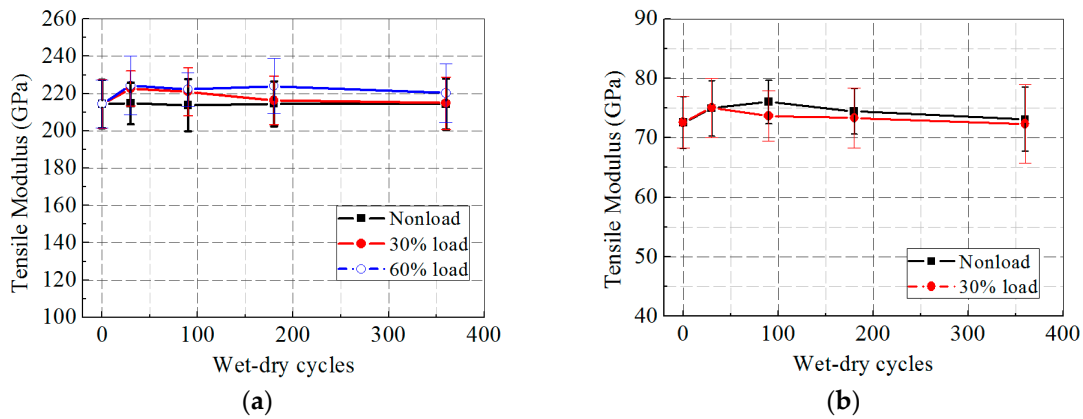 260
240
220
200
180
160
140
120
100
Tensile Modulus (GPa)
Nonload
30% load
60% load
0 100 200 300 400
Wet-dry cycles
(a)
90
80
70
60
50
40
Tensile Modulus (GPa)
Nonload
30% load
0 100 200 300 400
Wet-dry cycles
(b)